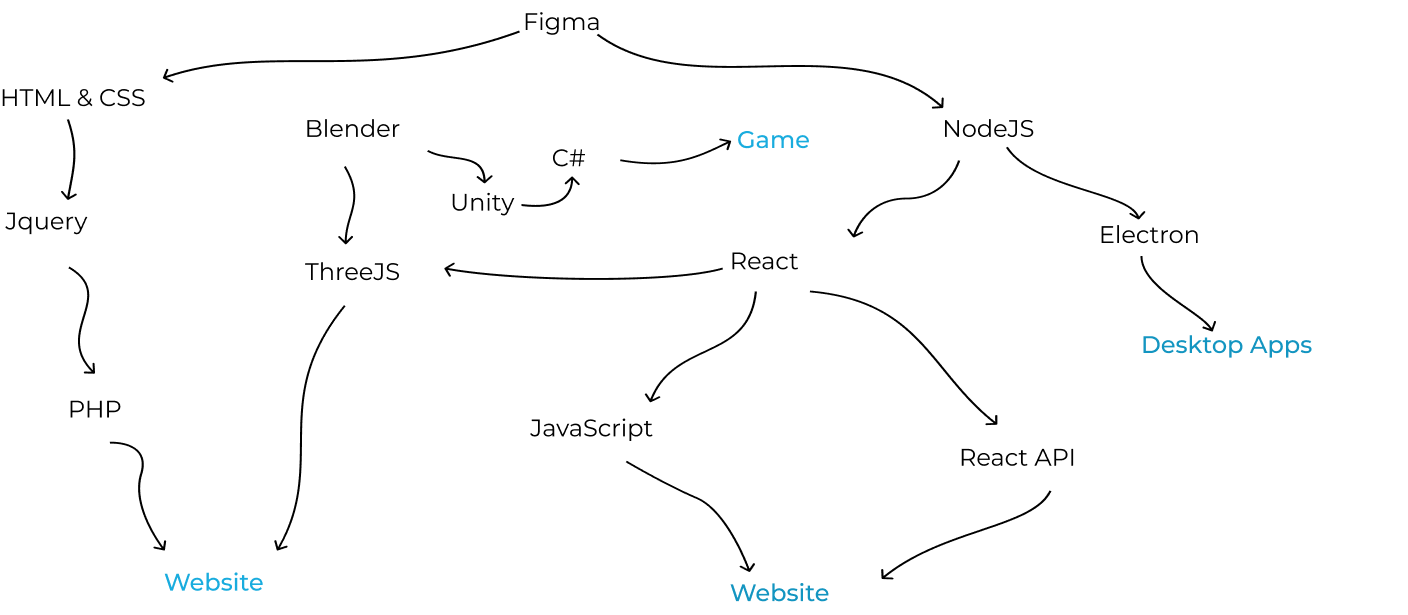 Figma
HTML & CSS
Blender
NodeJS
C#
Game
Unity
Jquery
Electron
React
ThreeJS
Desktop Apps
PHP
JavaScript
React API
Website
Website